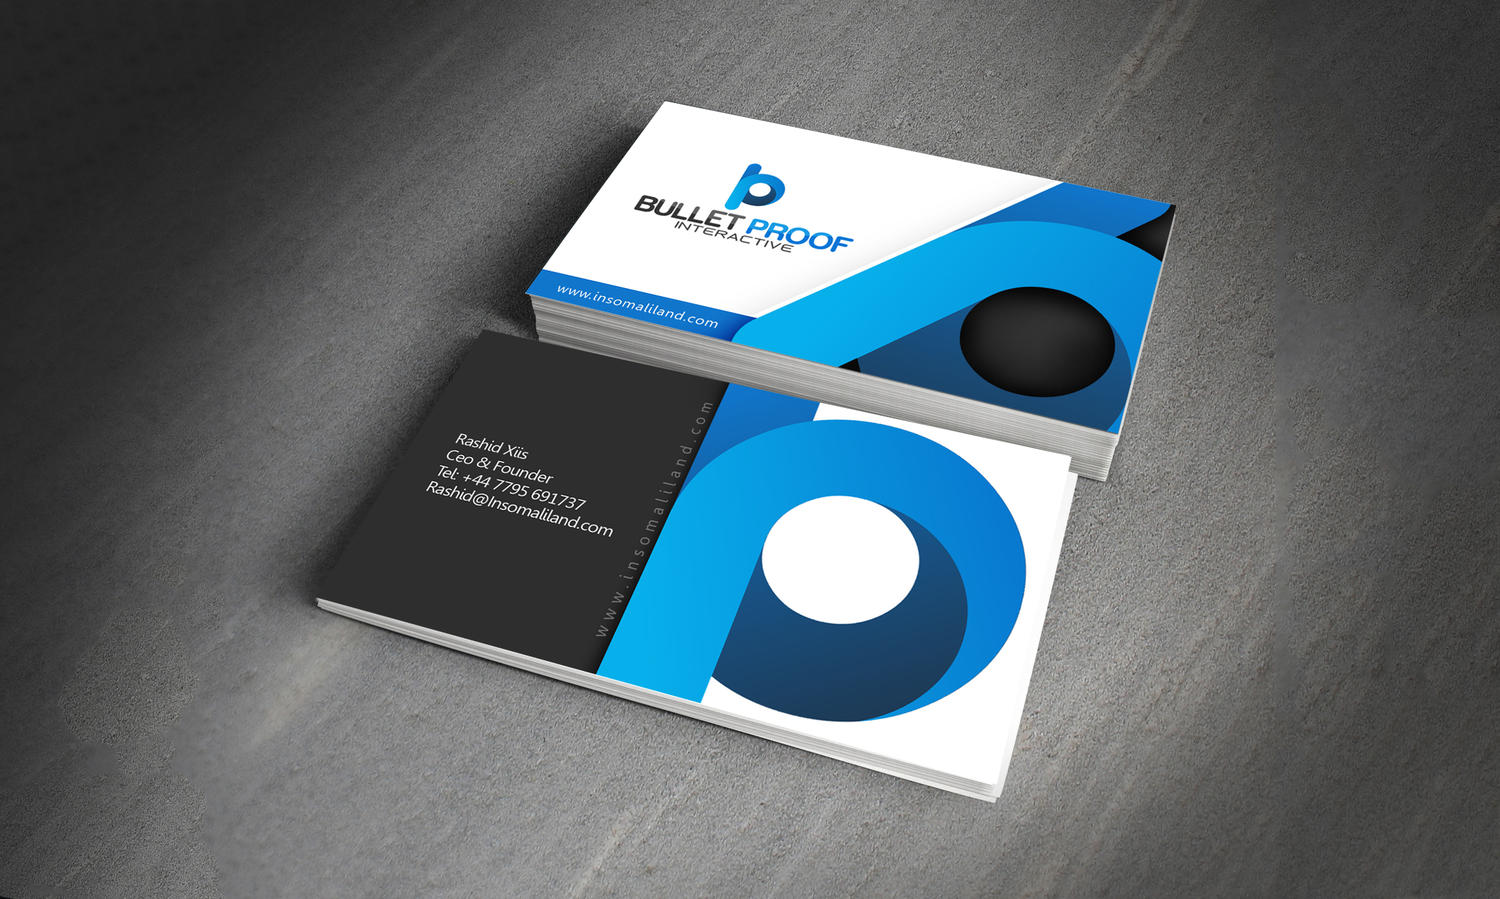 BULLET PROOF
INTERACTIVE
www.insomaliland.com
Rashid Xiis
Ceo & Founder
Tel: +44 7795 691737
Rashid@Insomaliland.com
www.insomaliland.com